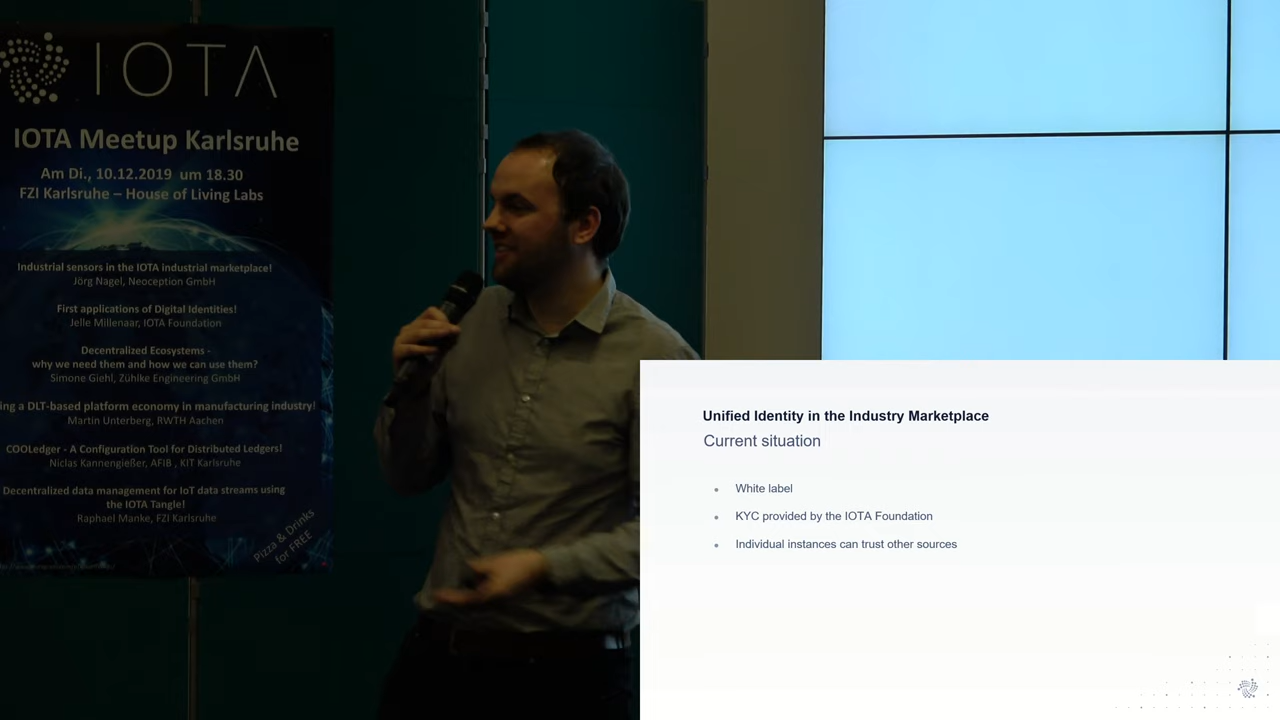 IOTA
IOTA Meetup Karlsruhe
Am Di., 10.12.2019 um 18.30
FZI Karlsruhe – House of Living Labs
Industrial sensors in the IOTA industrial marketplace!
Jörg Nagel, Neoception GmbH
First applications of Digital Identities!
Jelle Millenaar, IOTA Foundation
Decentralized Ecosystems -
why we need them and how we can use them?
Simone Giehl, Zühlke Engineering GmbH
a DLT-based platform economy in manufacturing industry!
Martin Unterberg, RWTH Aachen
COOLedger - A Configuration Tool for Distributed Ledgers!
Niclas Kannengießer, AFIB , KIT Karlsruhe
Decentralized data management for IoT data streams using
the IOTA Tangle!
Raphael Manke, FZI Karlsruhe
Pizza & Drinks
for FREE
Unified Identity in the Industry Marketplace
Current situation
White label
KYC provided by the IOTA Foundation
Individual instances can trust other sources